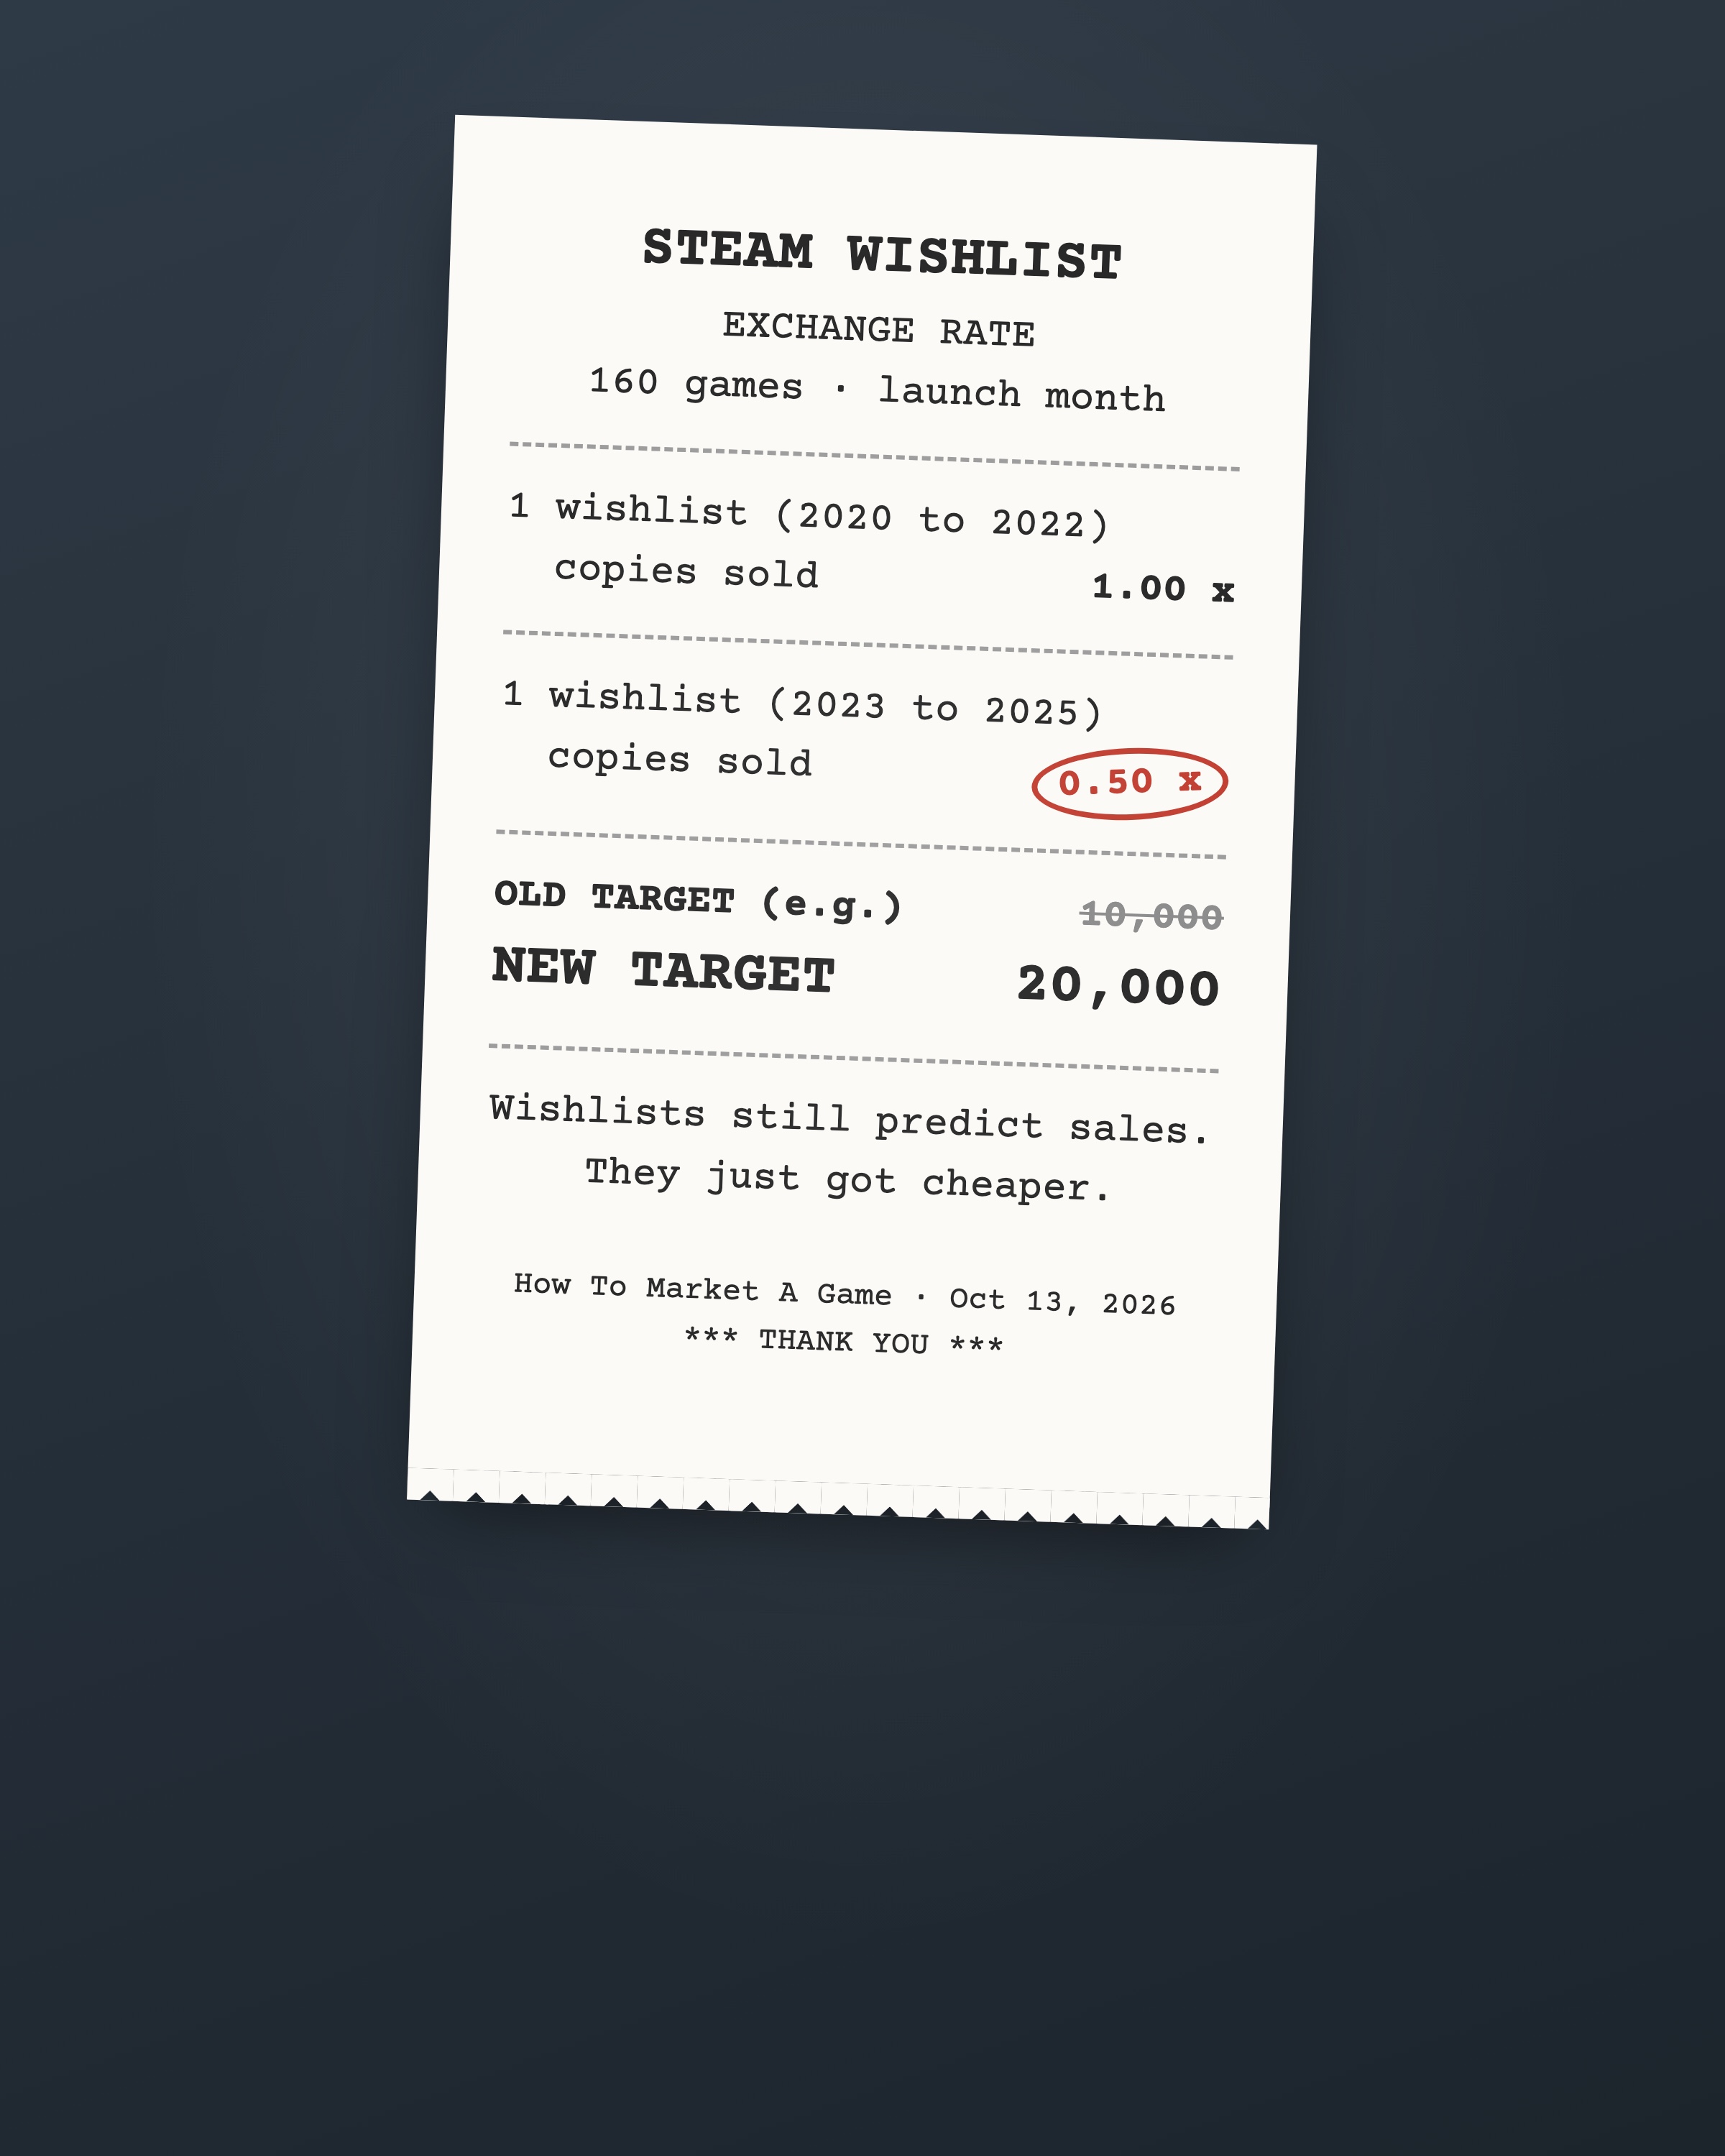 STEAM WISHLIST
EXCHANGE RATE
160 games · launch month
1 wishlist (2020 to 2022)
copies sold 1.00 x
1 wishlist (2023 to 2025)
copies sold 0.50 x
OLD TARGET (e.g.) 10,000
NEW TARGET 20,000
Wishlists still predict sales.
They just got cheaper.
How To Market A Game · Oct 13, 2026
*** THANK YOU ***